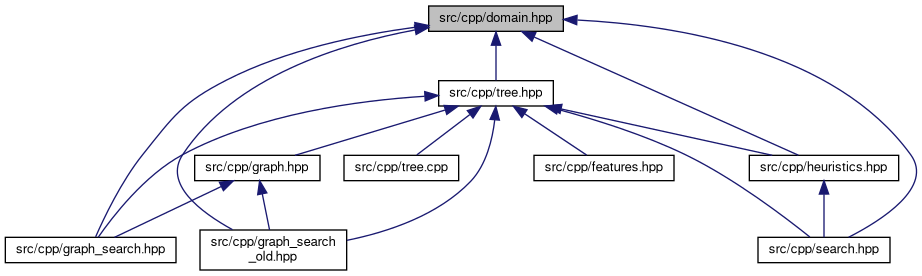 src/cpp/domain.hpp
src/cpp/tree.hpp
src/cpp/graph.hpp
src/cpp/tree.cpp
src/cpp/features.hpp
src/cpp/heuristics.hpp
src/cpp/graph_search.hpp
src/cpp/graph_search
_old.hpp
src/cpp/search.hpp